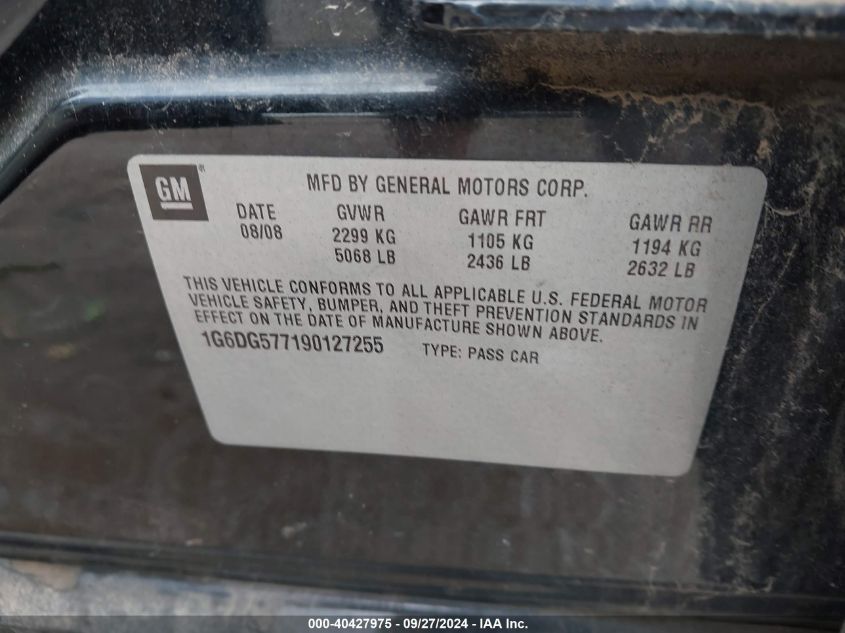 GM
MFD BY GENERAL MOTORS CORP.
DATE GVWR GAWR FRT GAWR RR
08/08 2299 KG 1105 KG 1194 KG
5068 LB 2436 LB 2632 LB
THIS VEHICLE CONFORMS TO ALL APPLICABLE U.S. FEDERAL MOTOR
VEHICLE SAFETY, BUMPER, AND THEFT PREVENTION STANDARDS IN
EFFECT ON THE DATE OF MANUFACTURE SHOWN ABOVE.
1G6DG577190127255 TYPE: PASS CAR
000-40427975 - 09/27/2024 - IAA Inc.